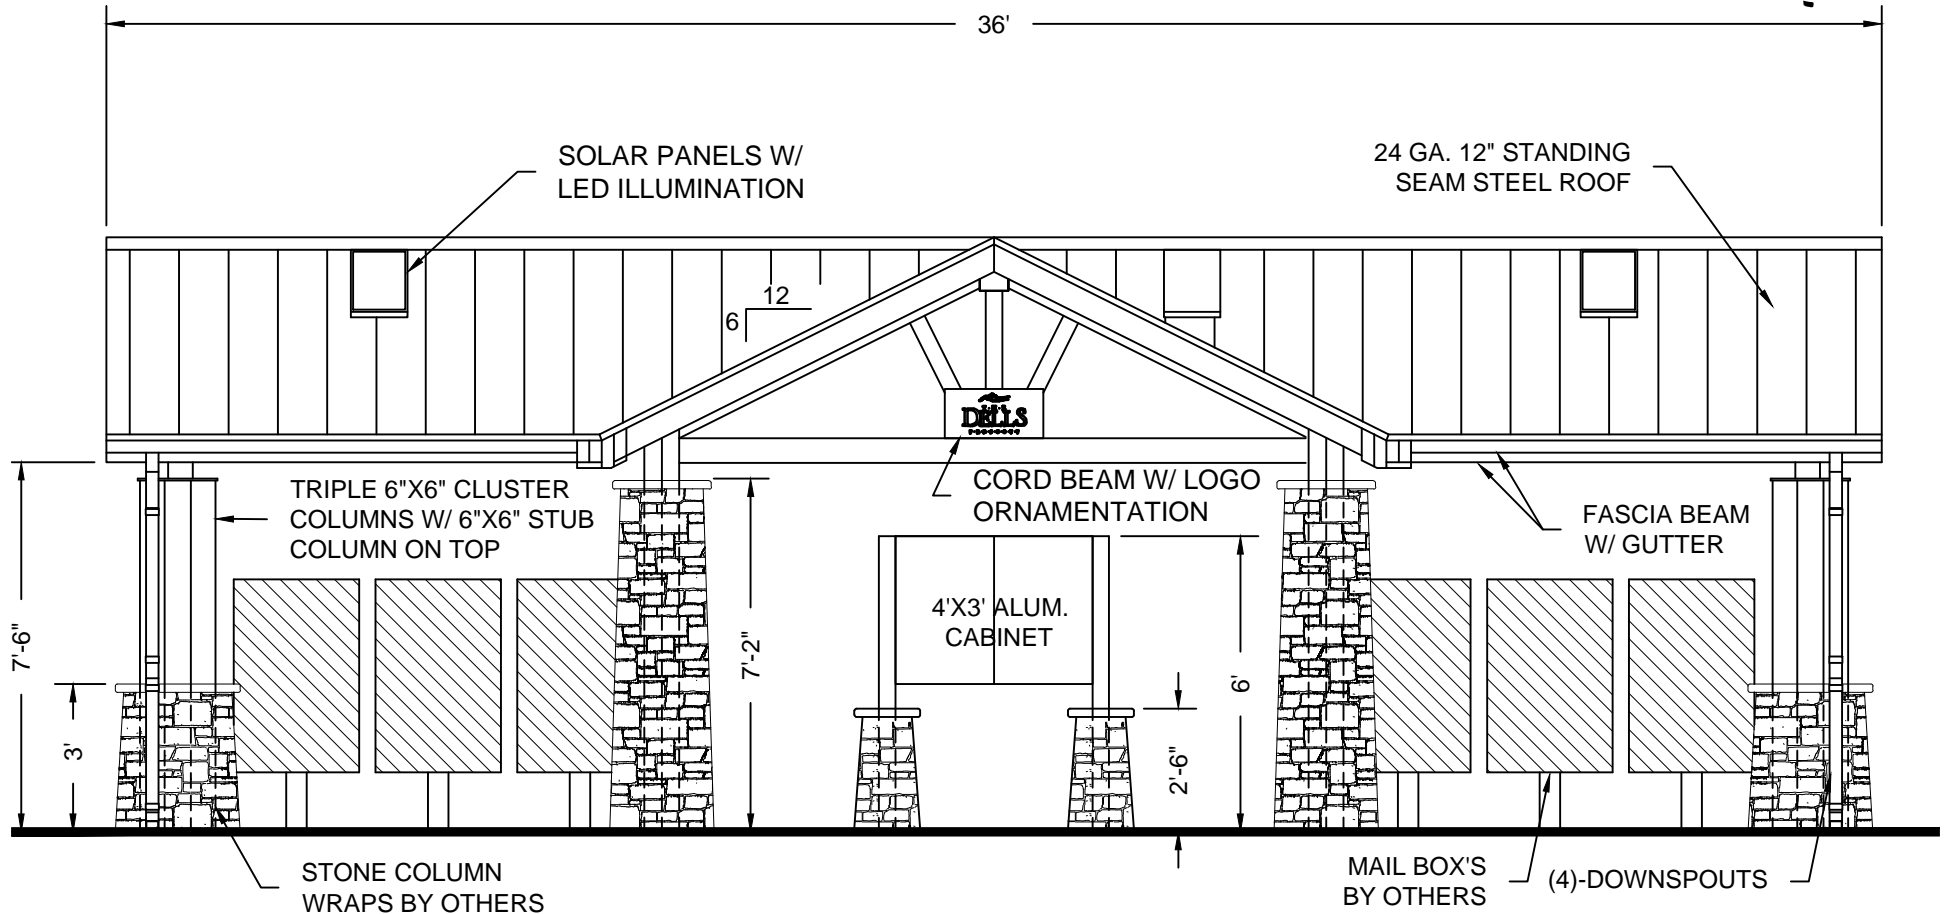 36'
SOLAR PANELS W/
LED ILLUMINATION
24 GA. 12" STANDING
SEAM STEEL ROOF
12
6
DELLS
TRIPLE 6"X6" CLUSTER
COLUMNS W/ 6"X6" STUB
COLUMN ON TOP
CORD BEAM W/ LOGO
ORNAMENTATION
FASCIA BEAM
W/ GUTTER
4'X3' ALUM.
CABINET
7'-6"
3'
7'-2"
6'
2'-6"
STONE COLUMN
WRAPS BY OTHERS
MAIL BOX'S
BY OTHERS
(4)-DOWNSPOUTS